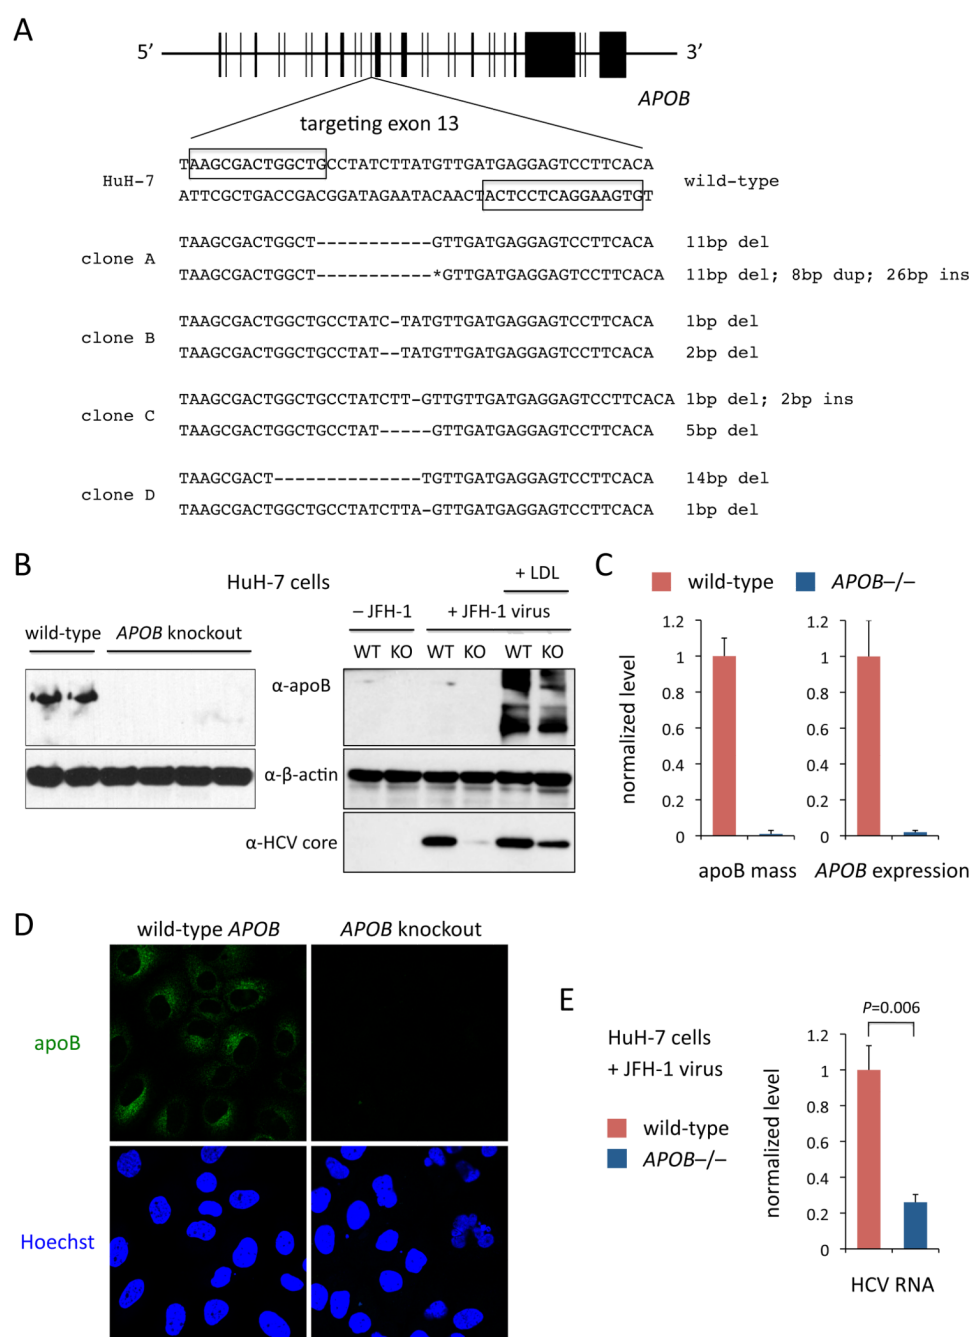 A
5’ 3’
APOB
targeting exon 13
TAAGCGACTGGCTGCCTATCTTATGTTGATGAGGAGTCCTTCACA
HuH-7 wild-type
ATTCGCTGACCGACGGATAGAATACAACTACTCCTCAGGAAGTGT
TAAGCGACTGGCT-----------GTTGATGAGGAGTCCTTCACA 11bp del
clone A
TAAGCGACTGGCT-----------*GTTGATGAGGAGTCCTTCACA 11bp del; 8bp dup; 26bp ins
TAAGCGACTGGCTGCCTATC-TATGTTGATGAGGAGTCCTTCACA 1bp del
clone B
TAAGCGACTGGCTGCCTAT--TATGTTGATGAGGAGTCCTTCACA 2bp del
TAAGCGACTGGCTGCCTATCTT-GTTGTTGATGAGGAGTCCTTCACA 1bp del; 2bp ins
clone C
TAAGCGACTGGCTGCCTAT-----GTTGATGAGGAGTCCTTCACA 5bp del
TAAGCGACT--------------TGTTGATGAGGAGTCCTTCACA 14bp del
clone D
TAAGCGACTGGCTGCCTATCTTA-GTTGATGAGGAGTCCTTCACA 1bp del
B
HuH-7 cells
+ LDL
– JFH-1 + JFH-1 virus
wild-type APOB knockout
WT KO WT KO WT KO
α-apoB
α-β-actin
α-HCV core
C
wild-type APOB–/–
normalized level
1.2
1
0.8
0.6
0.4
0.2
0
apoB mass
1.2
1
0.8
0.6
0.4
0.2
0
APOB expression
D
wild-type APOB APOB knockout
apoB
Hoechst
E
HuH-7 cells
+ JFH-1 virus
wild-type
APOB–/–
P=0.006
normalized level
1.2
1
0.8
0.6
0.4
0.2
0
HCV RNA